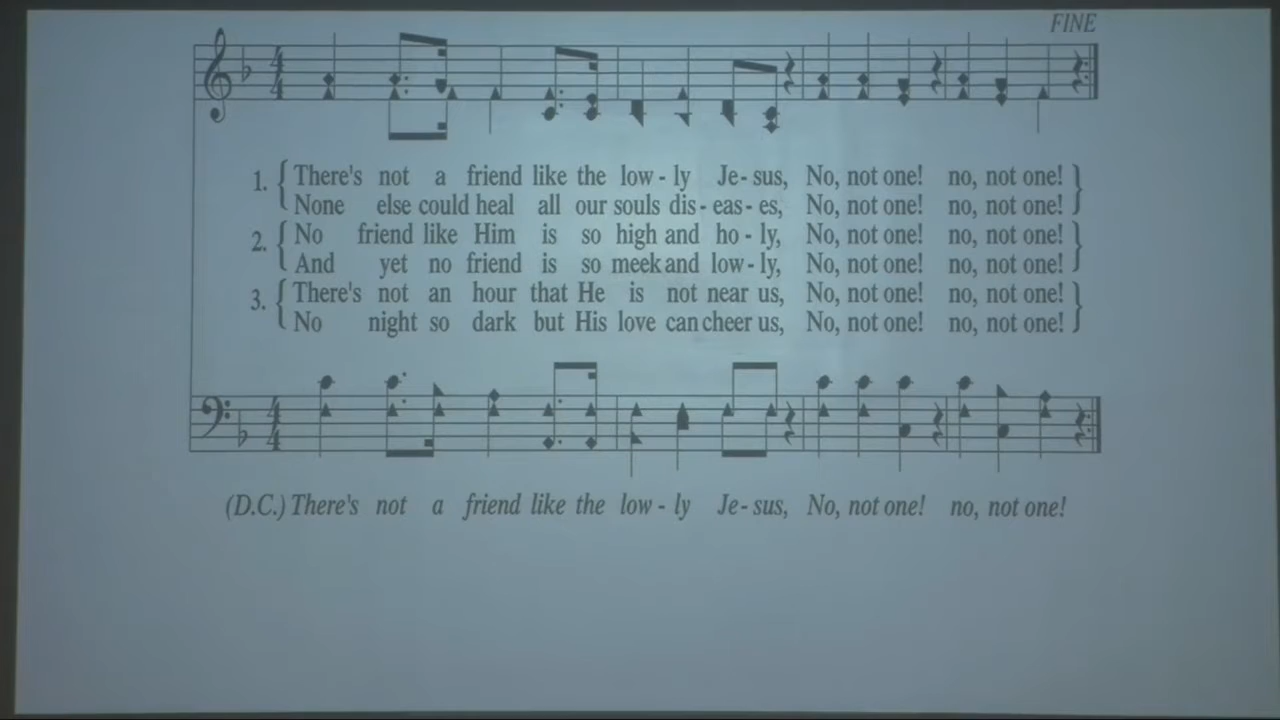 FINE
1. There's not a friend like the low - ly Je - sus, No, not one! no, not one!
None else could heal all our souls dis - eas - es, No, not one! no, not one!
2. No friend like Him is so high and ho - ly, No, not one! no, not one!
And yet no friend is so meek and low - ly, No, not one! no, not one!
3. There's not an hour that He is not near us, No, not one! no, not one!
No night so dark but His love can cheer us, No, not one! no, not one!
(D.C.) There's not a friend like the low - ly Je - sus, No, not one! no, not one!